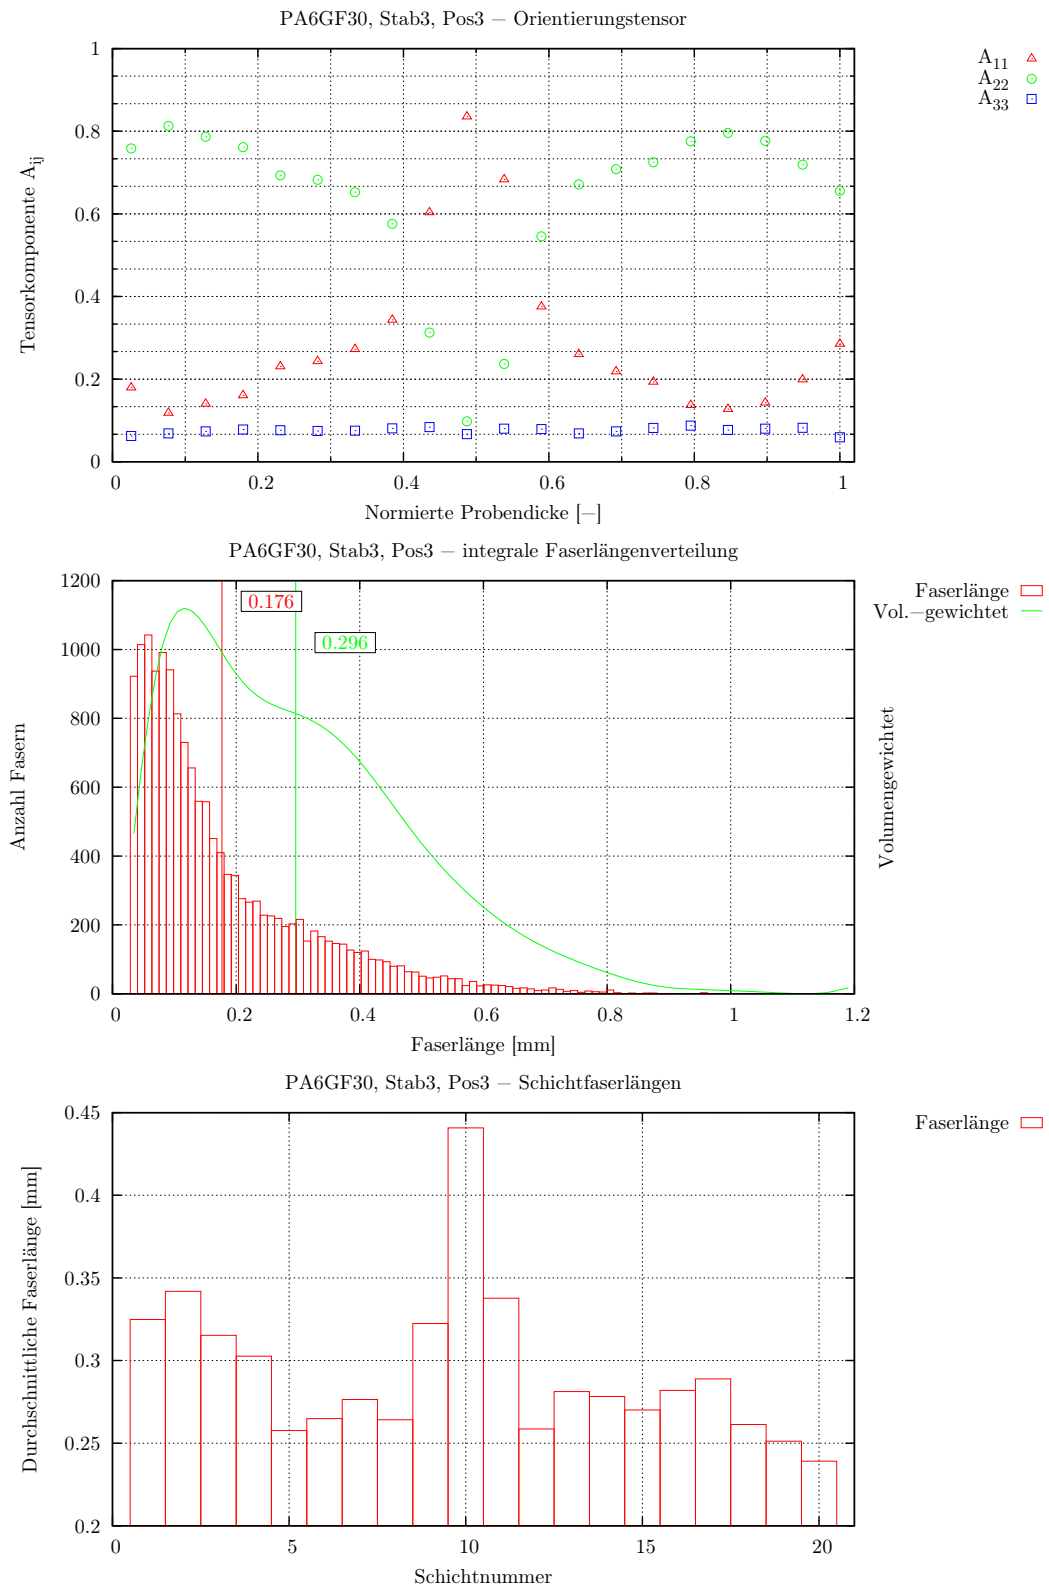 PA6GF30, Stab3, Pos3 − Orientierungstensor
A11
A22
A33
Tensorkomponente Aij
1
0.8
0.6
0.4
0.2
0
0 0.2 0.4 0.6 0.8 1
Normierte Probendicke [−]
PA6GF30, Stab3, Pos3 − integrale Faserlängenverteilung
Faserlänge
Vol.−gewichtet
0.176
0.296
Anzahl Fasern
Volumengewichtet
1200
1000
800
600
400
200
0
0 0.2 0.4 0.6 0.8 1 1.2
Faserlänge [mm]
PA6GF30, Stab3, Pos3 − Schichtfaserlängen
Faserlänge
Durchschnittliche Faserlänge [mm]
0.45
0.4
0.35
0.3
0.25
0.2
0 5 10 15 20
Schichtnummer